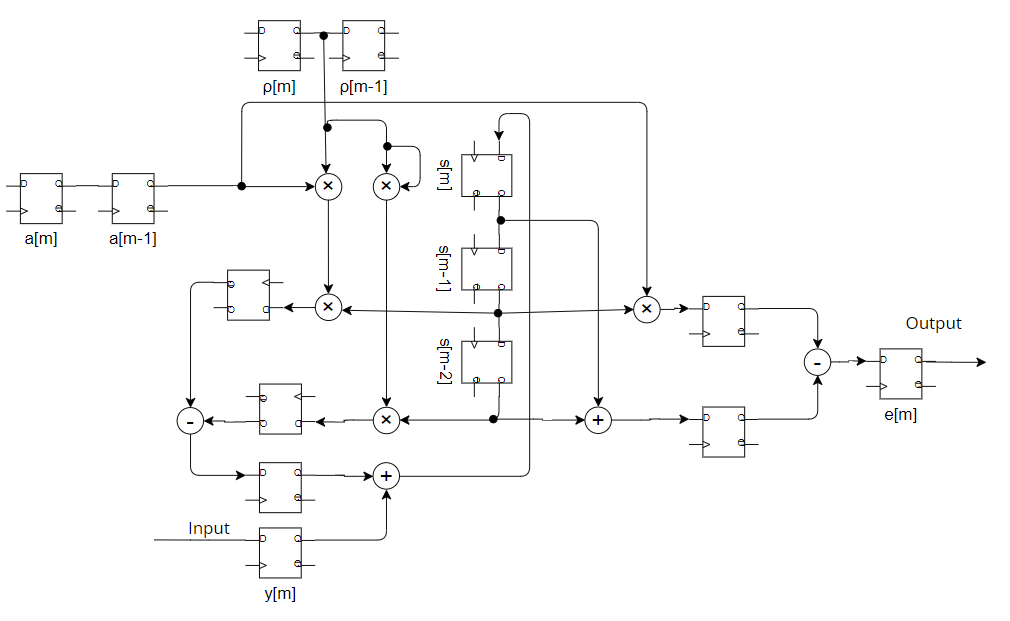 D Q D Q
Q Q
ρ[m] ρ[m-1]
D Q D Q
Q Q
a[m] a[m-1]
×
×
D Q
Q
s[m]
D Q
Q
s[m-1]
D Q
Q
s[m-2]
Q
Q D
×
×
D Q
Q
Output
-
D Q
Q
e[m]
Q
Q D
-
×
+
D Q
Q
D Q
Q
+
Input
D Q
Q
y[m]